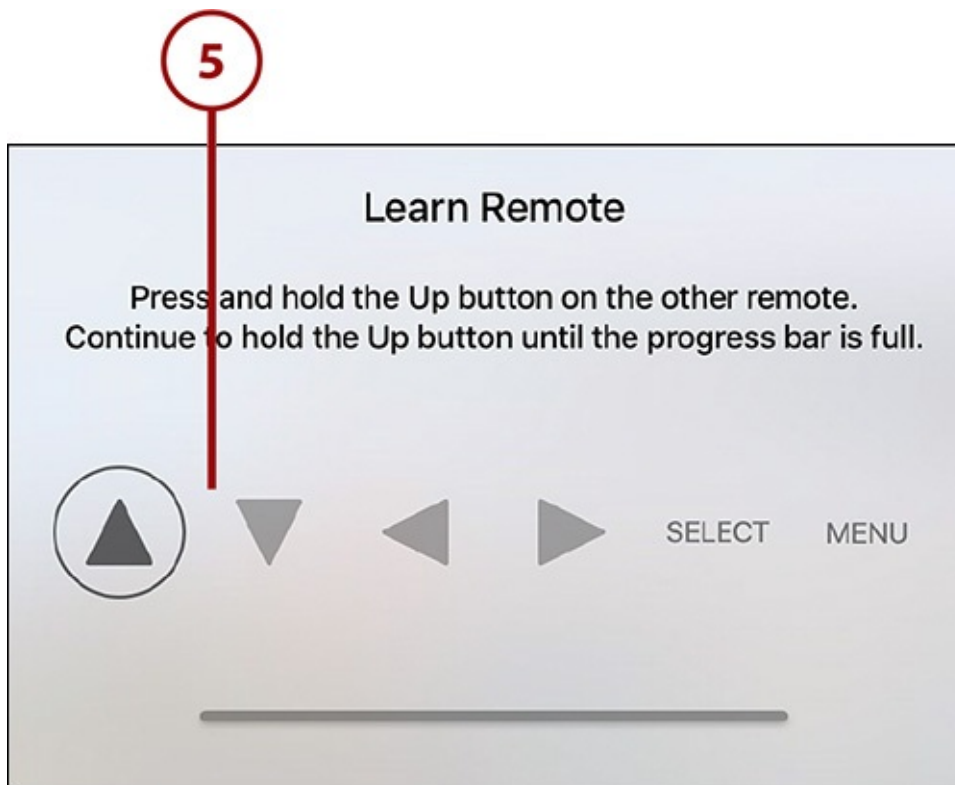 5
Learn Remote
Press and hold the Up button on the other remote.
Continue to hold the Up button until the progress bar is full.
SELECT MENU